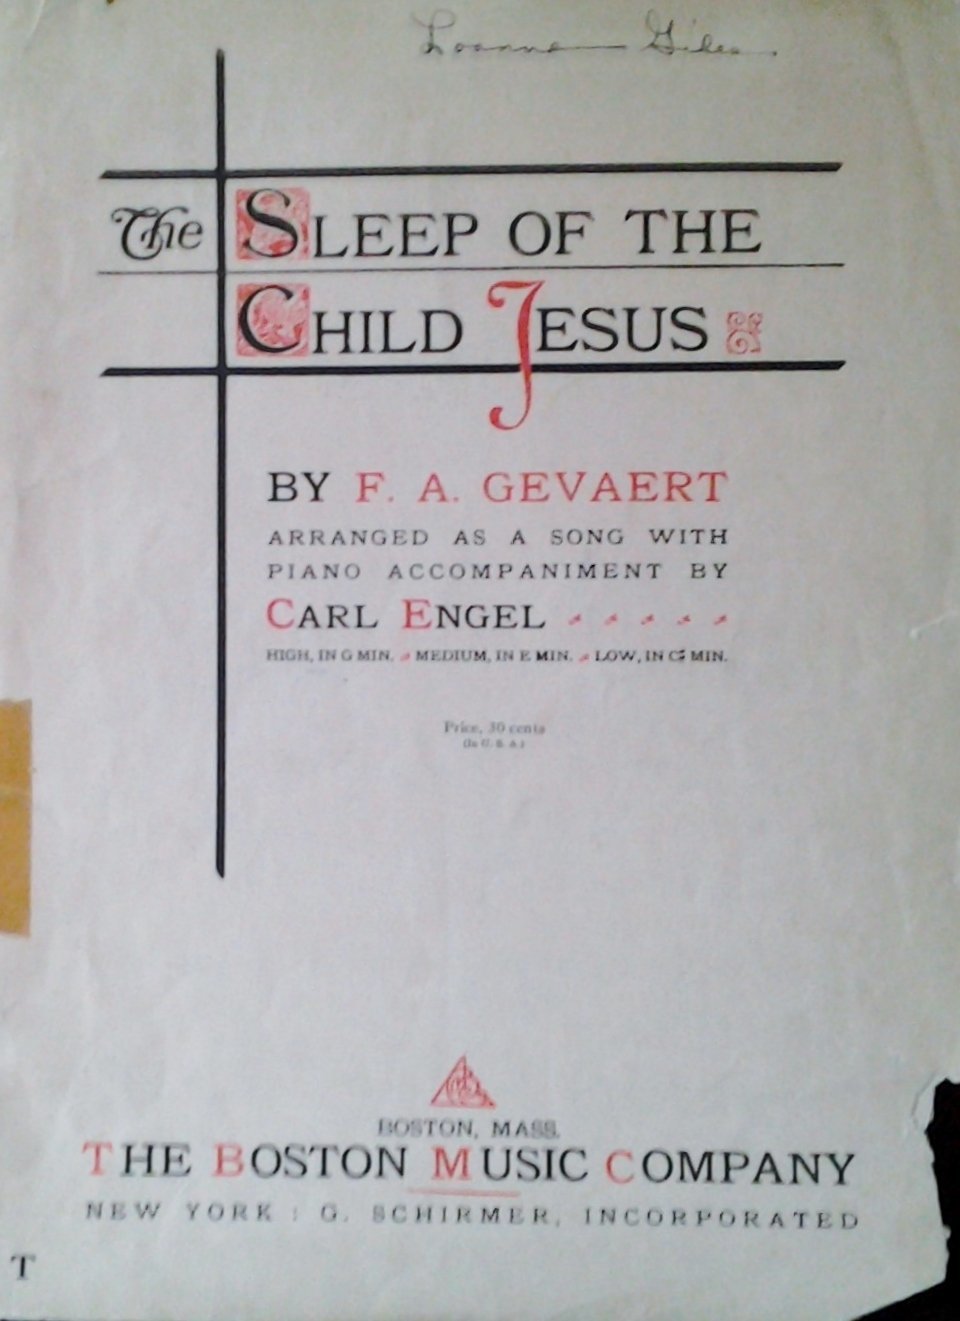 Loanna Giles
The SLEEP OF THE
CHILD JESUS
BY F. A. GEVAERT
ARRANGED AS A SONG WITH
PIANO ACCOMPANIMENT BY
CARL ENGEL
HIGH, IN G MIN. MEDIUM, IN E MIN. LOW, IN C♯ MIN.
Price, 30 cents
(In U. S. A.)
BOSTON, MASS.
THE BOSTON MUSIC COMPANY
NEW YORK : G. SCHIRMER, INCORPORATED
T